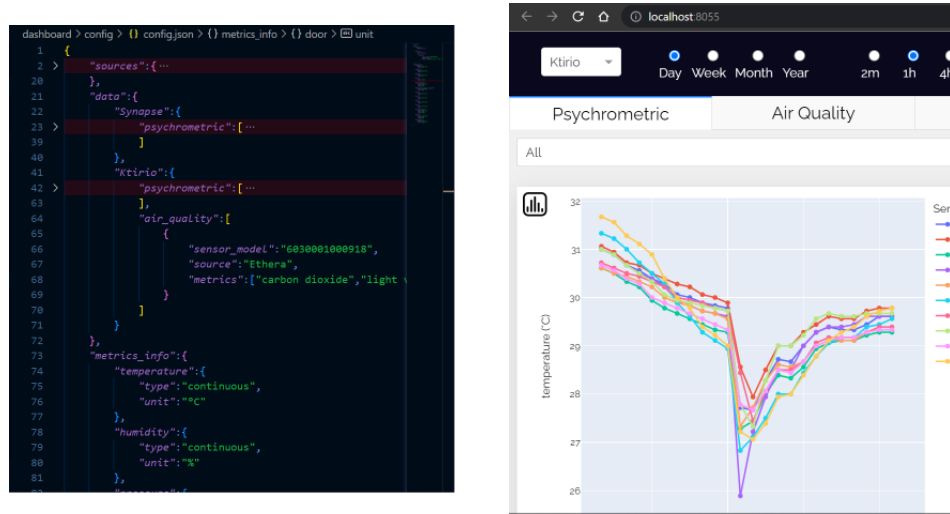 dashboard > config > {} config.json > {} metrics_info > {} door > unit
1 {
2 > "sources":{ ···
20 },
21 "data":{
22 "Synapse":{
23 > "psychrometric":[ ···
39 ]
40 },
41 "Ktirio":{
42 > "psychrometric":[ ···
63 ],
64 "air_quality":[
65 {
66 "sensor_model":"6030001000918",
67 "source":"Ethera",
68 "metrics":["carbon dioxide","light
69 }
70 ]
71 }
72 },
73 "metrics_info":{
74 "temperature":{
75 "type":"continuous",
76 "unit":"°C"
77 },
78 "humidity":{
79 "type":"continuous",
80 "unit":"%"
81 },
localhost:8055
Ktirio
Day Week Month Year 2m 1h 4h
Psychrometric Air Quality
All
Sen
temperature (°C)
32
31
30
29
28
27
26